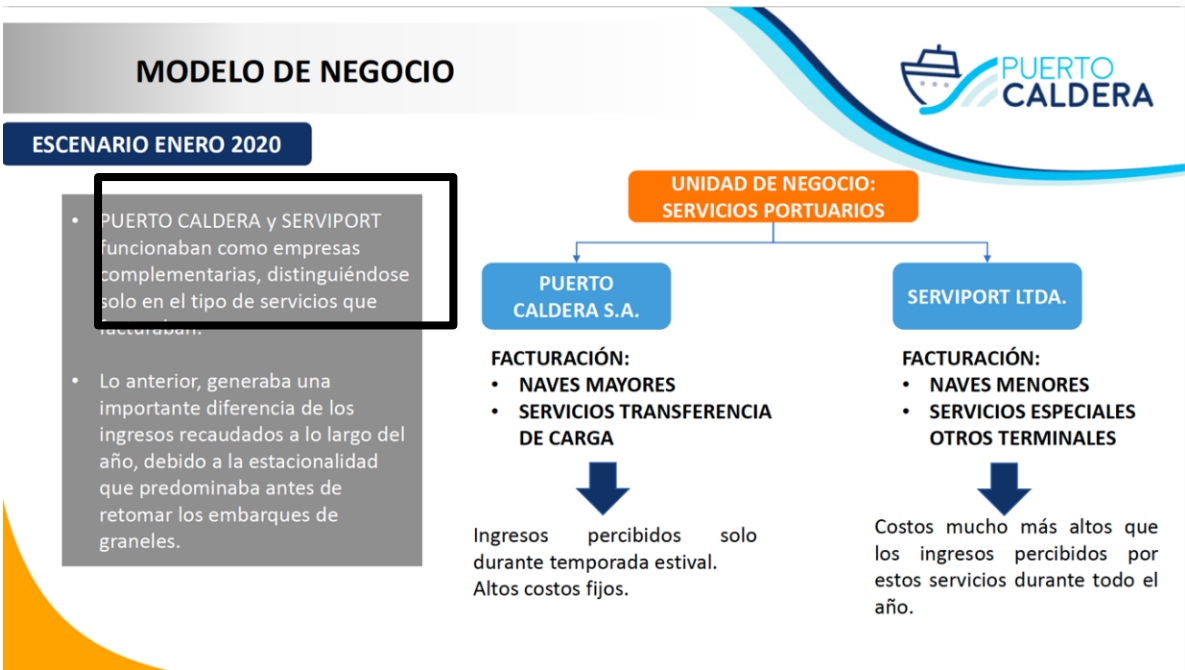 MODELO DE NEGOCIO
PUERTO
CALDERA
ESCENARIO ENERO 2020
• PUERTO CALDERA y SERVIPORT
funcionaban como empresas
complementarias, distinguiéndose
solo en el tipo de servicios que
facturaban.
• Lo anterior, generaba una
importante diferencia de los
ingresos recaudados a lo largo del
año, debido a la estacionalidad
que predominaba antes de
retomar los embarques de
graneles.
UNIDAD DE NEGOCIO:
SERVICIOS PORTUARIOS
PUERTO
CALDERA S.A.
FACTURACIÓN:
• NAVES MAYORES
• SERVICIOS TRANSFERENCIA
DE CARGA
Ingresos percibidos solo
durante temporada estival.
Altos costos fijos.
SERVIPORT LTDA.
FACTURACIÓN:
• NAVES MENORES
• SERVICIOS ESPECIALES
OTROS TERMINALES
Costos mucho más altos que
los ingresos percibidos por
estos servicios durante todo el
año.